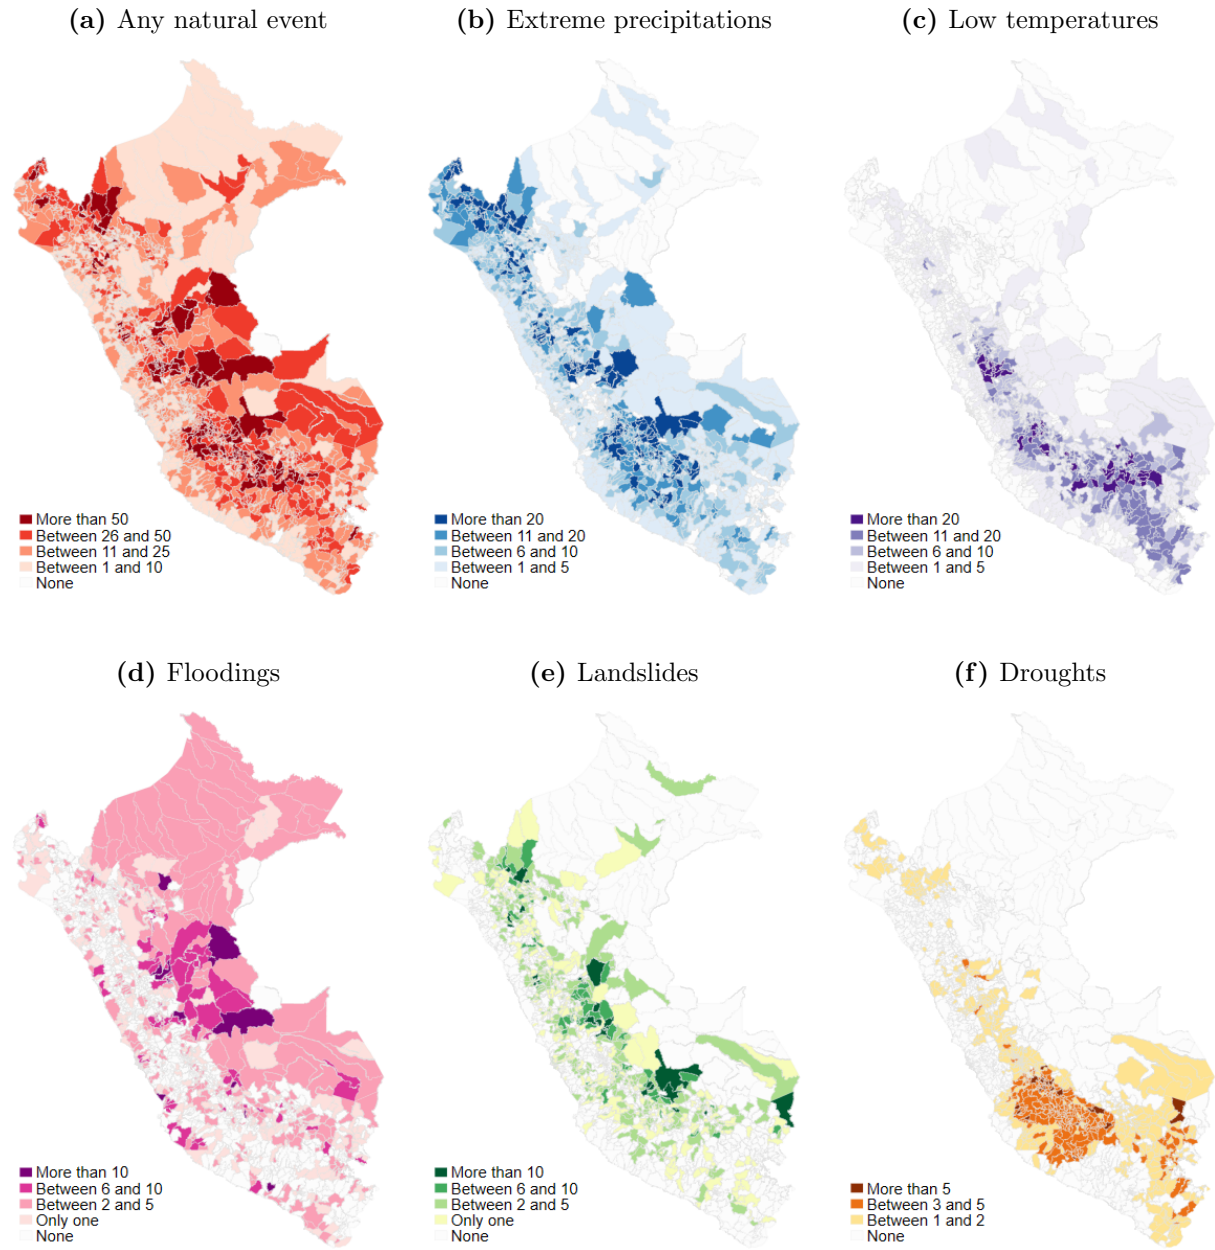 (a) Any natural event
(b) Extreme precipitations
(c) Low temperatures
More than 50
Between 26 and 50
Between 11 and 25
Between 1 and 10
None
More than 20
Between 11 and 20
Between 6 and 10
Between 1 and 5
None
More than 20
Between 11 and 20
Between 6 and 10
Between 1 and 5
None
(d) Floodings
(e) Landslides
(f) Droughts
More than 10
Between 6 and 10
Between 2 and 5
Only one
None
More than 10
Between 6 and 10
Between 2 and 5
Only one
None
More than 5
Between 3 and 5
Between 1 and 2
None